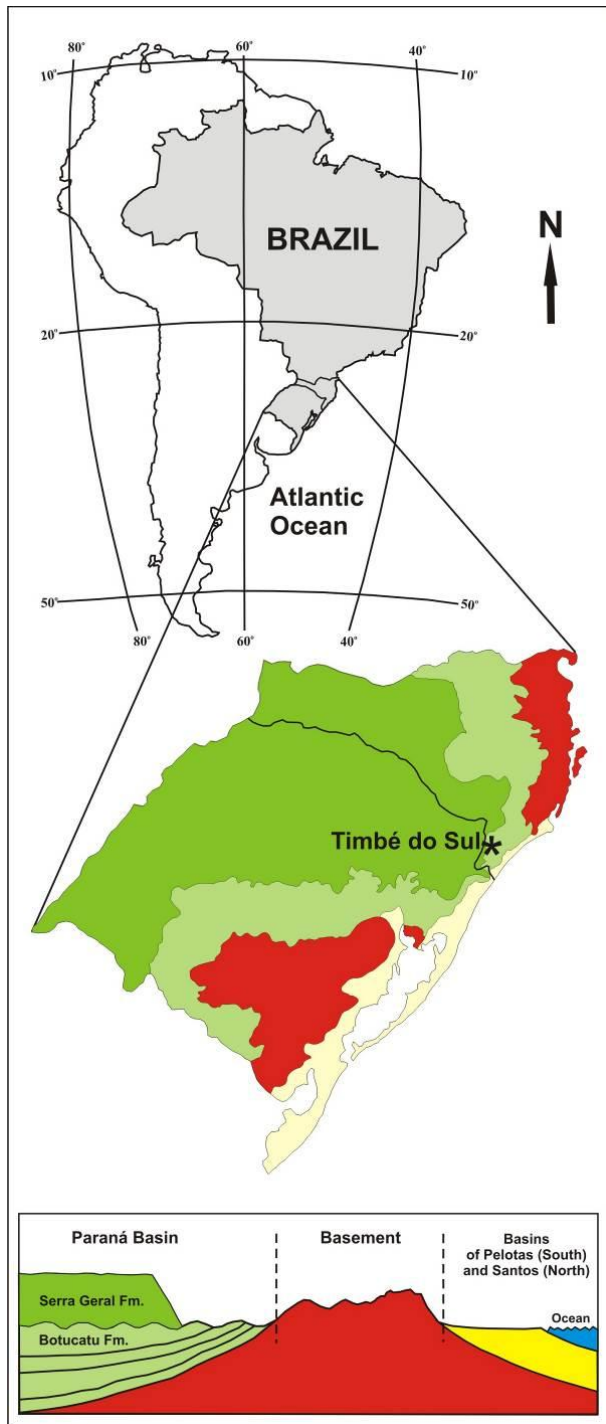 80°
60°
40°
10°
10°
BRAZIL
N
20°
20°
Atlantic
Ocean
50°
50°
80°
60°
40°
Timbé do Sul*
Paraná Basin
Basement
Basins
of Pelotas (South)
and Santos (North)
Serra Geral Fm.
Ocean
Botucatu Fm.